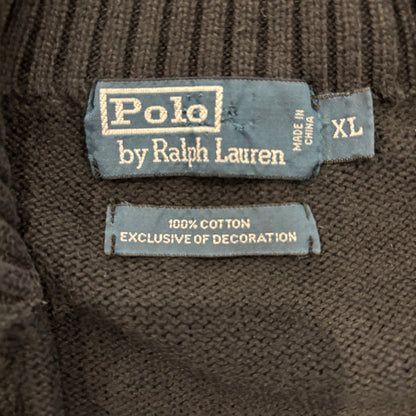 Polo
by Ralph Lauren
MADE IN
CHINA
XL
100% COTTON
EXCLUSIVE OF DECORATION